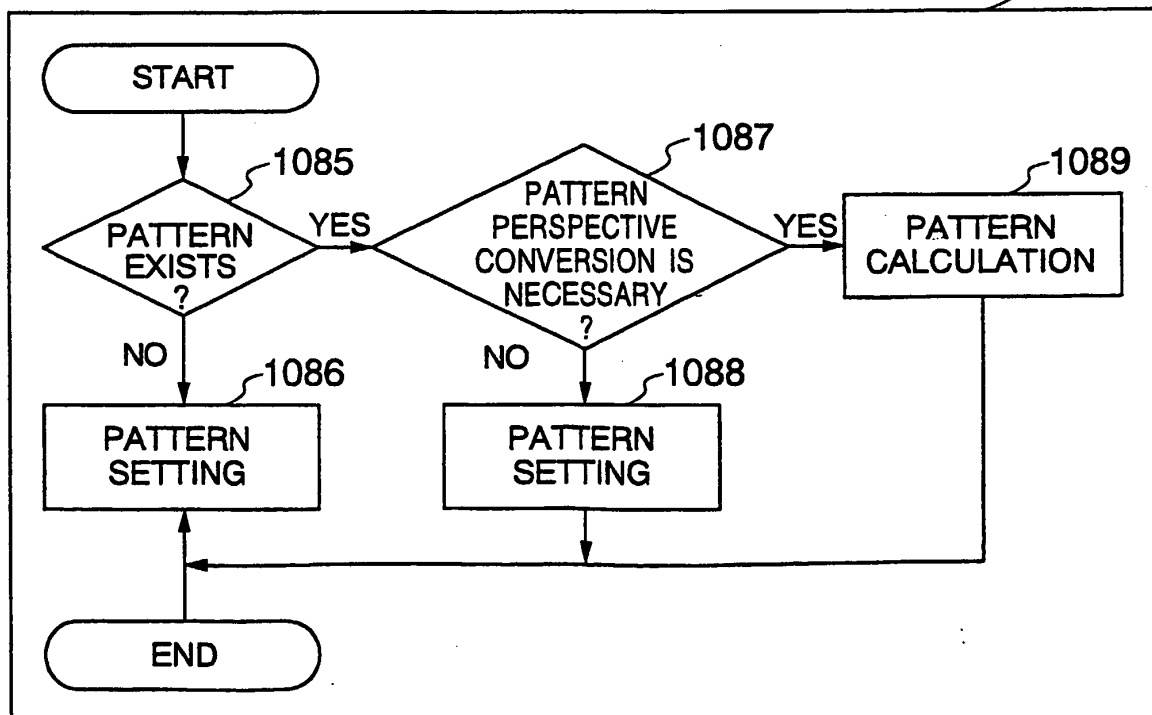 START
1085
PATTERN
EXISTS
?
YES
NO
1086
PATTERN
SETTING
1087
PATTERN
PERSPECTIVE
CONVERSION IS
NECESSARY
?
YES
NO
1088
PATTERN
SETTING
1089
PATTERN
CALCULATION
END